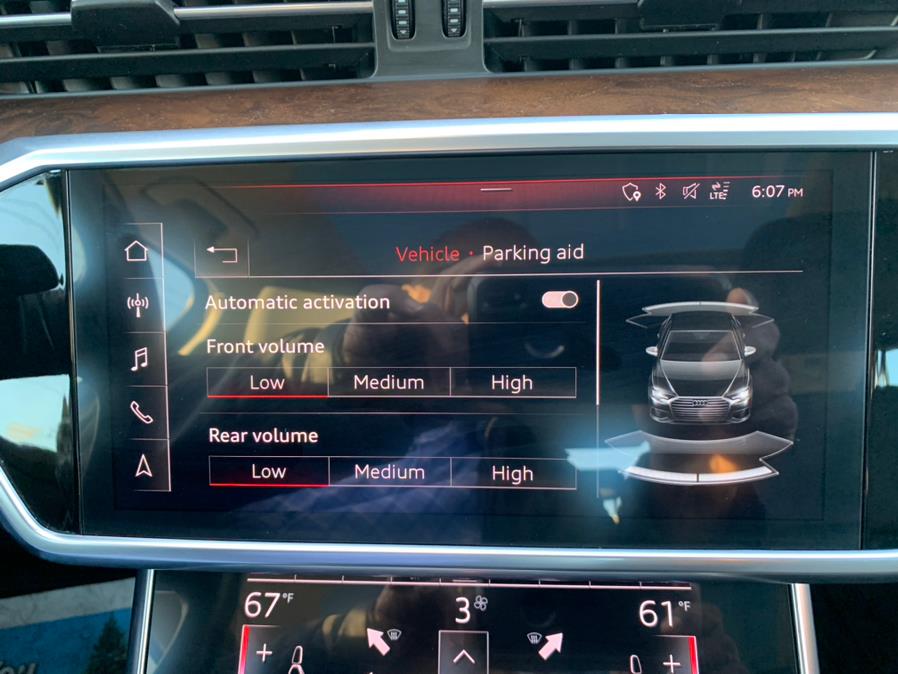 LTE 6:07 PM
Vehicle · Parking aid
Automatic activation
Front volume
Low Medium High
Rear volume
Low Medium High
67°F 3 61°F
+ +